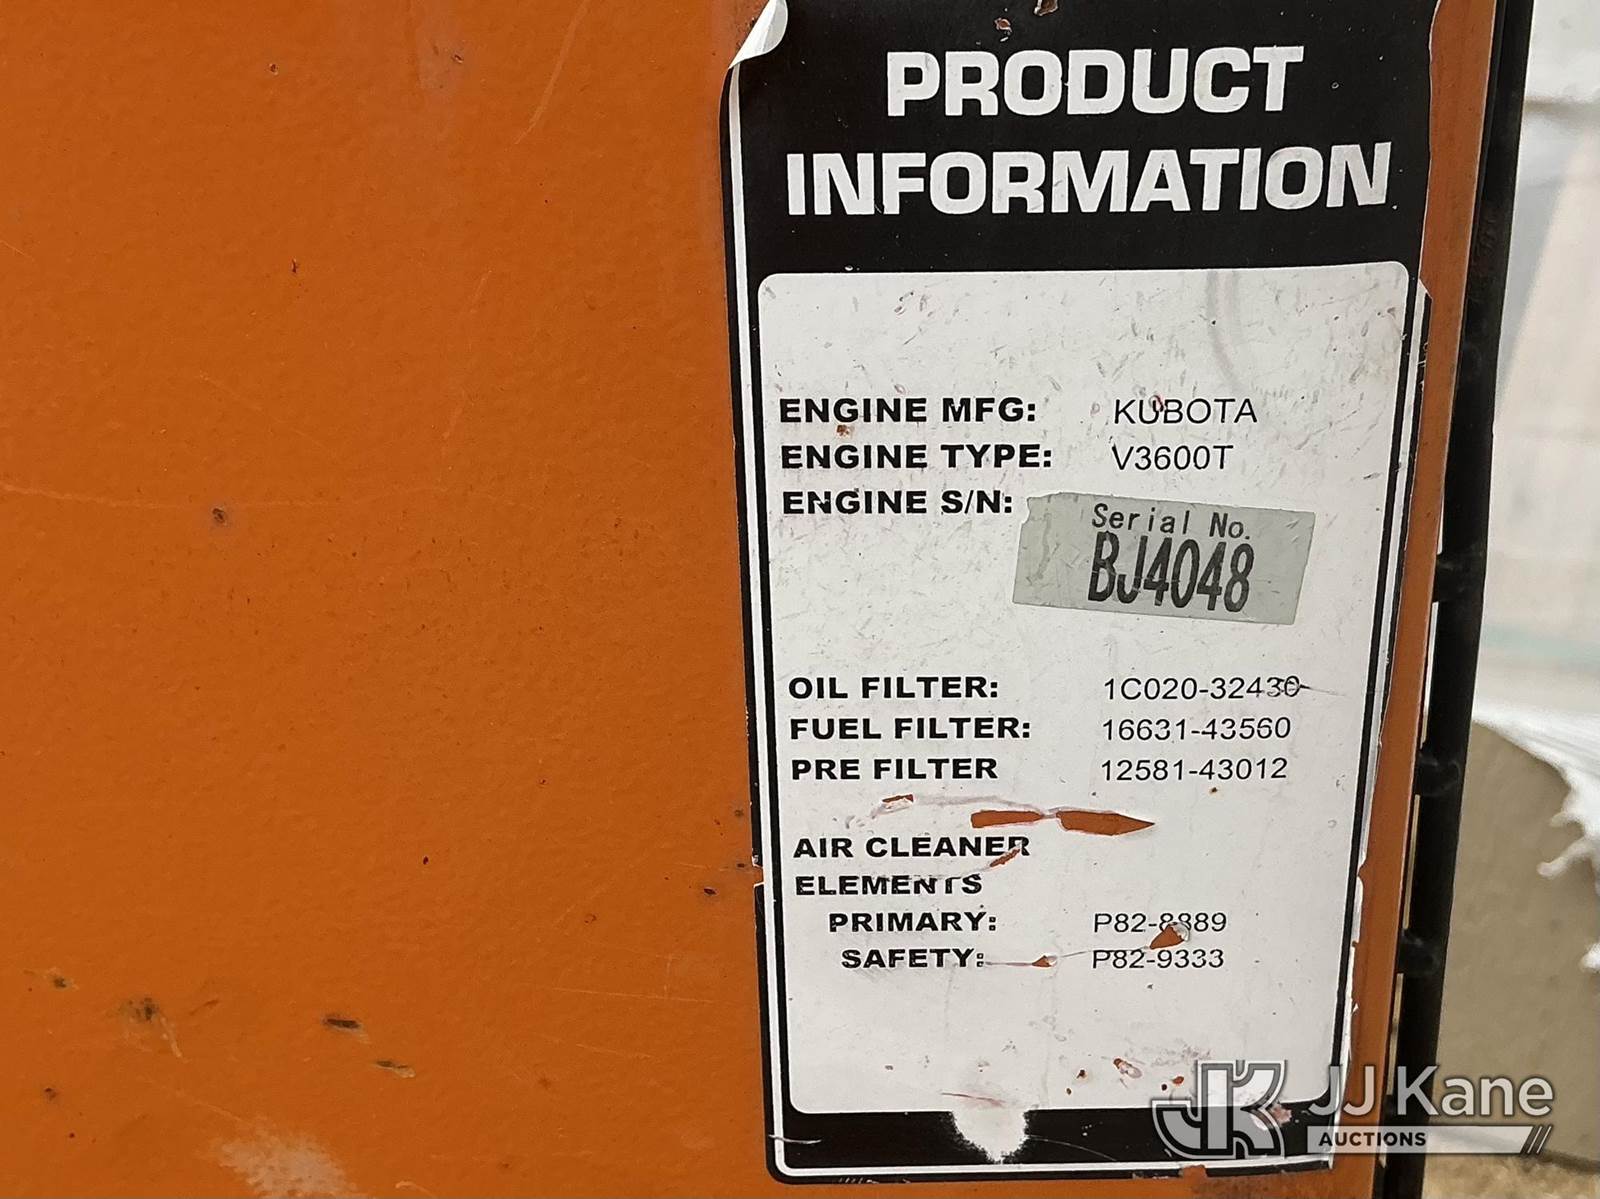 PRODUCT
INFORMATION
ENGINE MFG: KUBOTA
ENGINE TYPE: V3600T
ENGINE S/N: Serial No.
BJ4048
OIL FILTER: 1C020-32430
FUEL FILTER: 16631-43560
PRE FILTER 12581-43012
AIR CLEANER
ELEMENTS
PRIMARY: P82-8889
SAFETY: P82-9333
JK JJ Kane
AUCTIONS